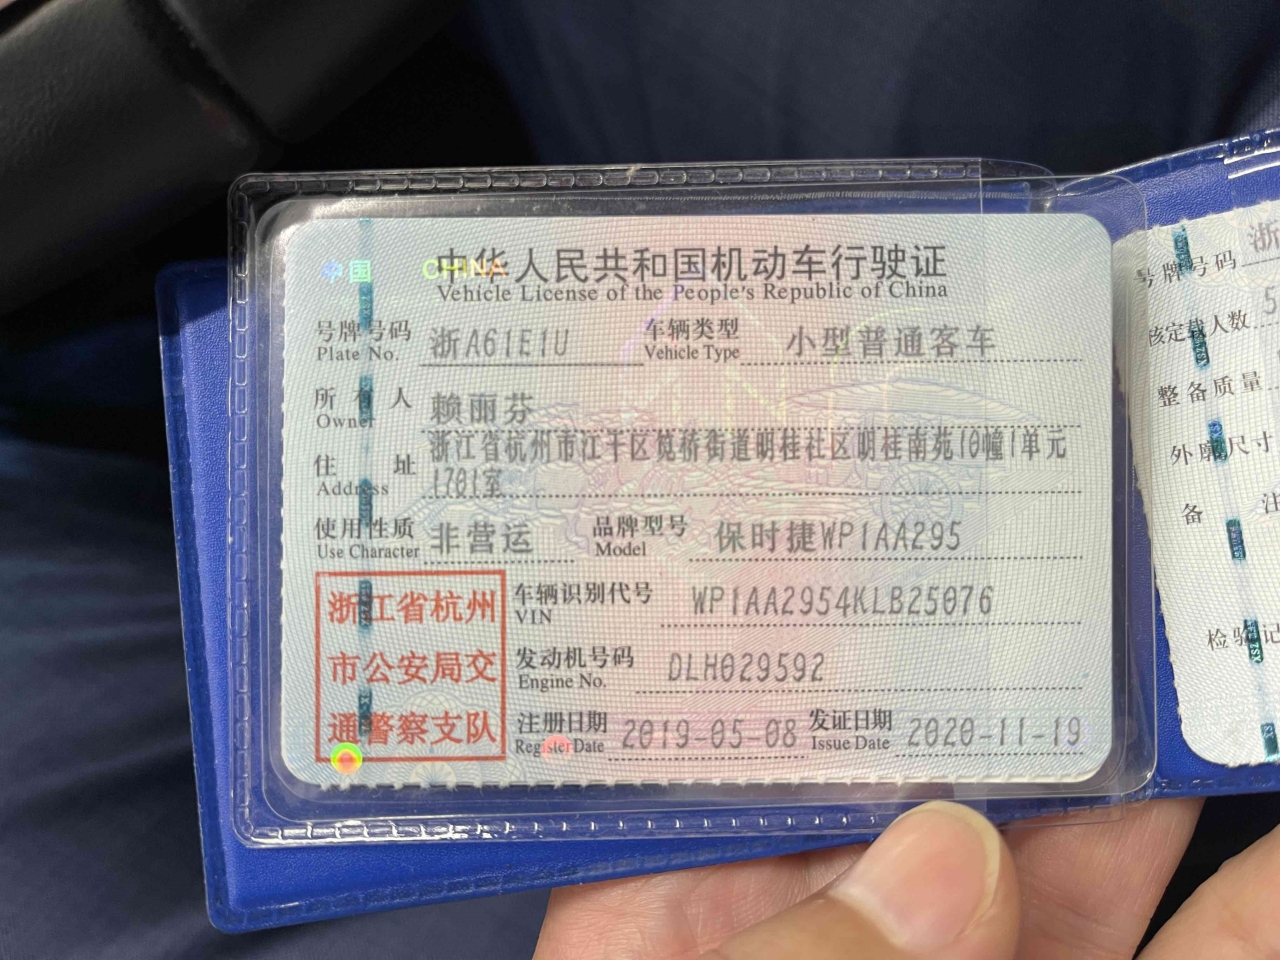 中国 CHINA
中华人民共和国机动车行驶证
Vehicle License of the People's Republic of China
号牌号码 浙A61E1U 车辆类型 小型普通客车
Plate No. Vehicle Type
所有人 赖丽芬
Owner
浙江省杭州市江干区笕桥街道明桂社区明桂南苑10幢1单元
住址 1701室
Address
使用性质 非营运 品牌型号 保时捷WP1AA295
Use Character Model
浙江省杭州
市公安局交
通警察支队
车辆识别代号 WP1AA2954KLB25076
VIN
发动机号码 DLH029592
Engine No.
注册日期 2019-05-08 发证日期 2020-11-19
Register Date Issue Date
号牌号码 浙
核定载人数 5
整备质量
外廓尺寸
备注
检验记